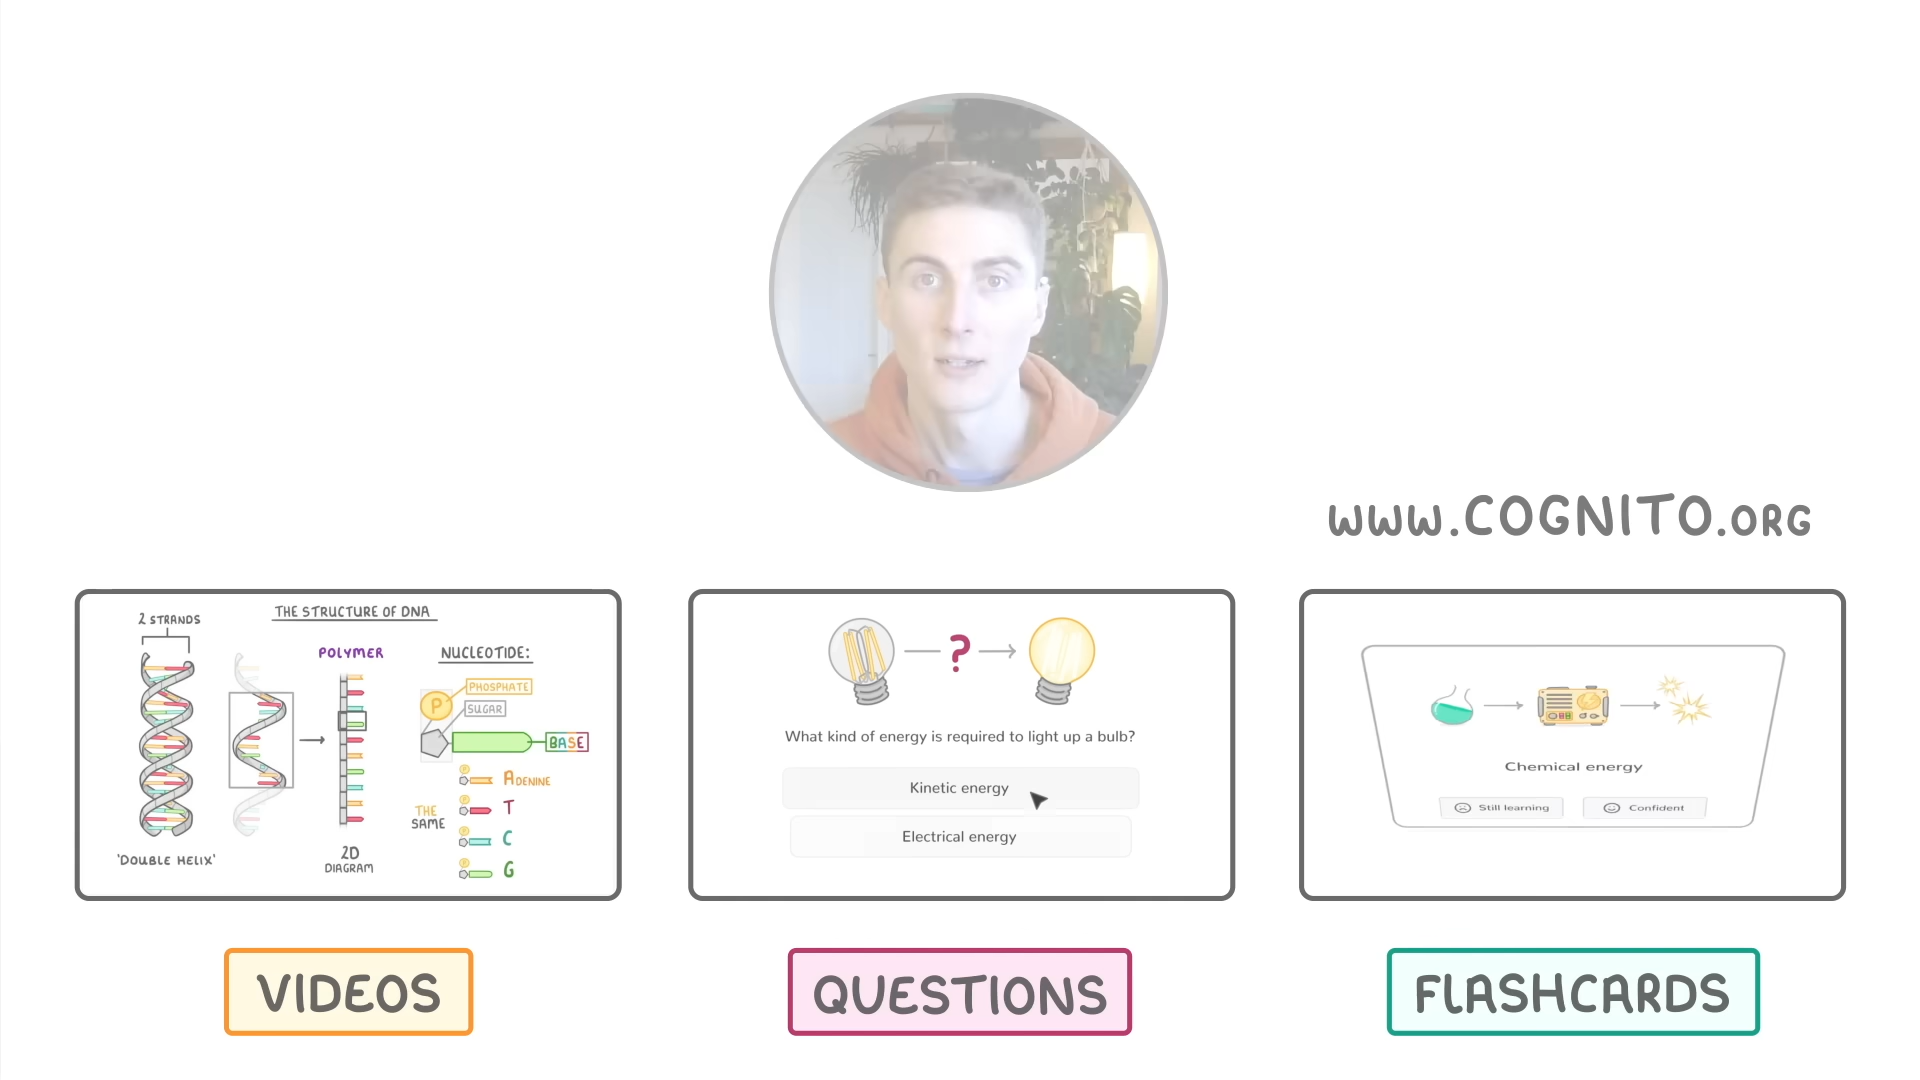 www.COGNITO.ORG
THE STRUCTURE OF DNA
2 STRANDS
POLYMER
NUCLEOTIDE:
PHOSPHATE
P
SUGAR
BASE
ADENINE
THE
SAME
T
C
G
'DOUBLE HELIX'
2D
DIAGRAM
?
What kind of energy is required to light up a bulb?
Kinetic energy
Electrical energy
Chemical energy
Still learning
Confident
VIDEOS
QUESTIONS
FLASHCARDS